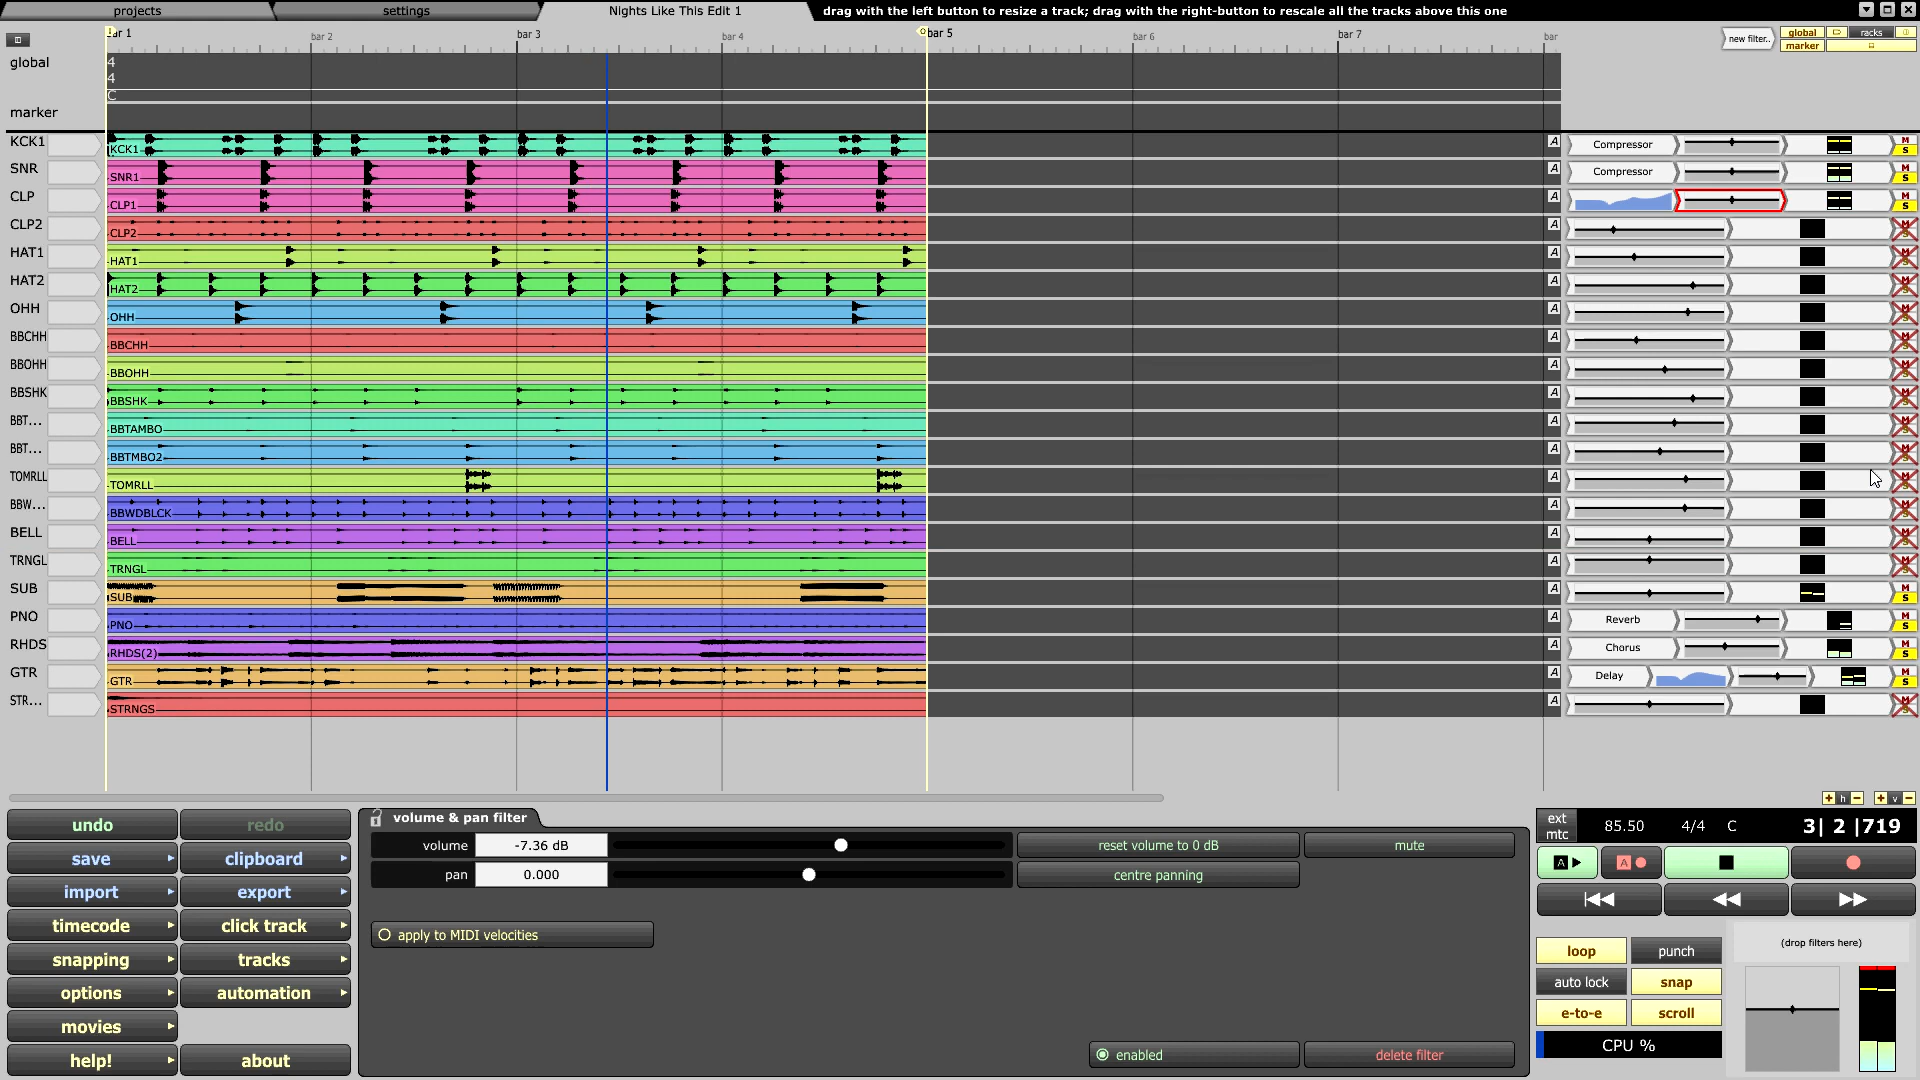 projects settings Nights Like This Edit 1 drag with the left button to resize a track; drag with the right-button to rescale all the tracks above this one
bar 1 bar 2 bar 3 bar 4 bar 5 bar 6 bar 7 bar
new filter.. global racks
marker
global 4
4
C
marker
KCK1 KCK1 A Compressor M S
SNR SNR1 A Compressor M S
CLP CLP1 A M S
CLP2 CLP2 A M S
HAT1 HAT1 A M S
HAT2 HAT2 A M S
OHH OHH A M S
BBCHH BBCHH A M S
BBOHH BBOHH A M S
BBSHK BBSHK A M S
BBT... BBTAMBO A M S
BBT... BBTMBO2 A M S
TOMRLL TOMRLL A M S
BBW... BBWDBLCK A M S
BELL BELL A M S
TRNGL TRNGL A M S
SUB SUB A M S
PNO PNO A Reverb M S
RHDS RHDS(2) A Chorus M S
GTR GTR A Delay M S
STR... STRNGS A M S
+ h − + v −
undo redo volume & pan filter ext mtc 85.50 4/4 C 3| 2 |719
volume -7.36 dB reset volume to 0 dB mute
save clipboard A A
pan 0.000 centre panning
import export
timecode click track apply to MIDI velocities (drop filters here)
snapping tracks loop punch
options automation auto lock snap
movies e-to-e scroll
help! about enabled delete filter CPU %